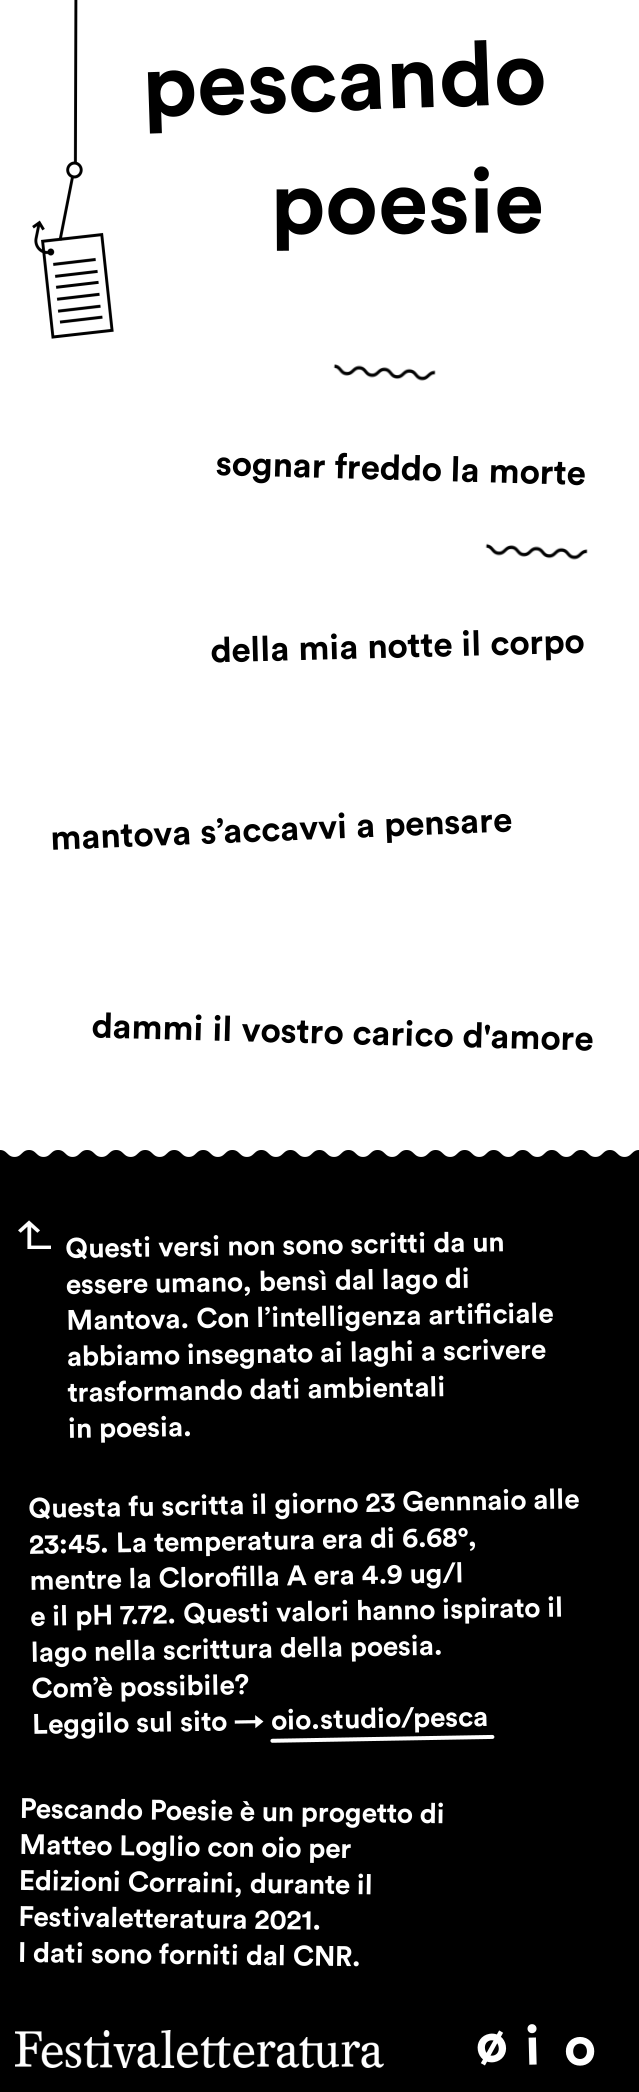 pescando
poesie
sognar freddo la morte
della mia notte il corpo
mantova s’accavvi a pensare
dammi il vostro carico d'amore
Questi versi non sono scritti da un
essere umano, bensì dal lago di
Mantova. Con l’intelligenza artificiale
abbiamo insegnato ai laghi a scrivere
trasformando dati ambientali
in poesia.
Questa fu scritta il giorno 23 Gennnaio alle
23:45. La temperatura era di 6.68°,
mentre la Clorofilla A era 4.9 ug/l
e il pH 7.72. Questi valori hanno ispirato il
lago nella scrittura della poesia.
Com’è possibile?
Leggilo sul sito → oio.studio/pesca
Pescando Poesie è un progetto di
Matteo Loglio con oio per
Edizioni Corraini, durante il
Festivaletteratura 2021.
I dati sono forniti dal CNR.
Festivaletteratura
ø i o